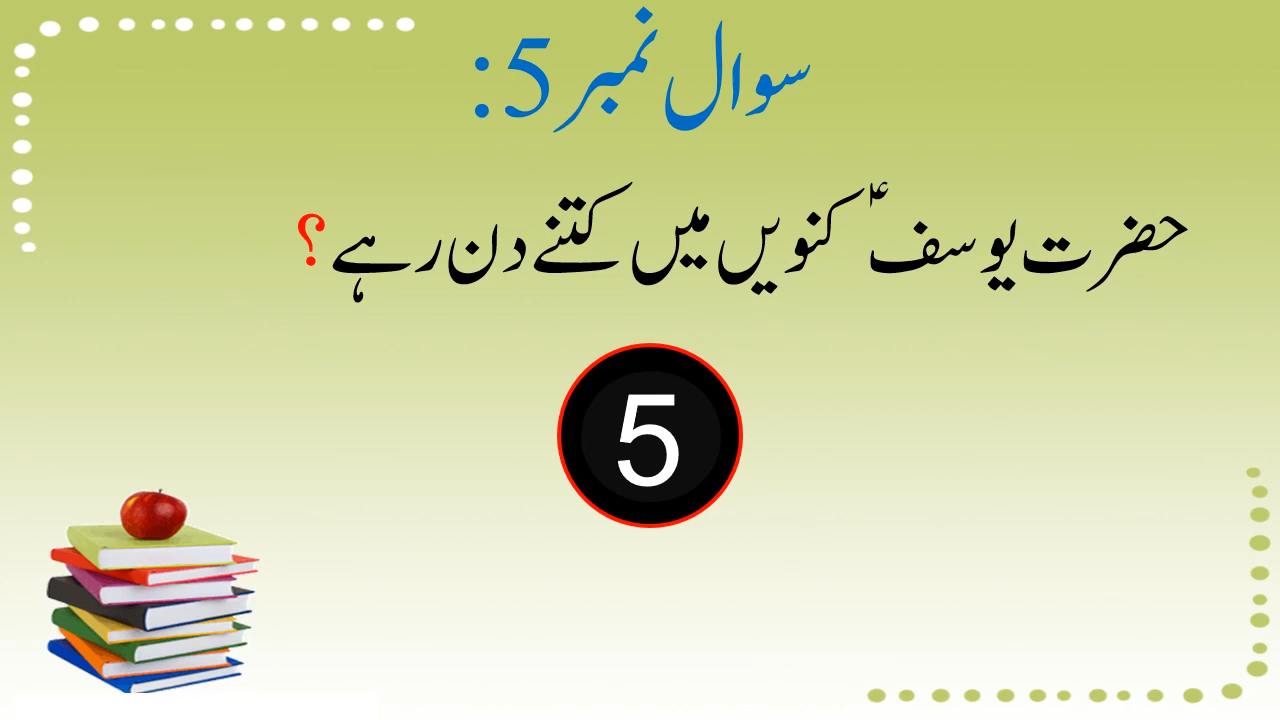 سوال نمبر 5:
حضرت یوسف ؑ کنویں میں کتنے دن رہے؟
5